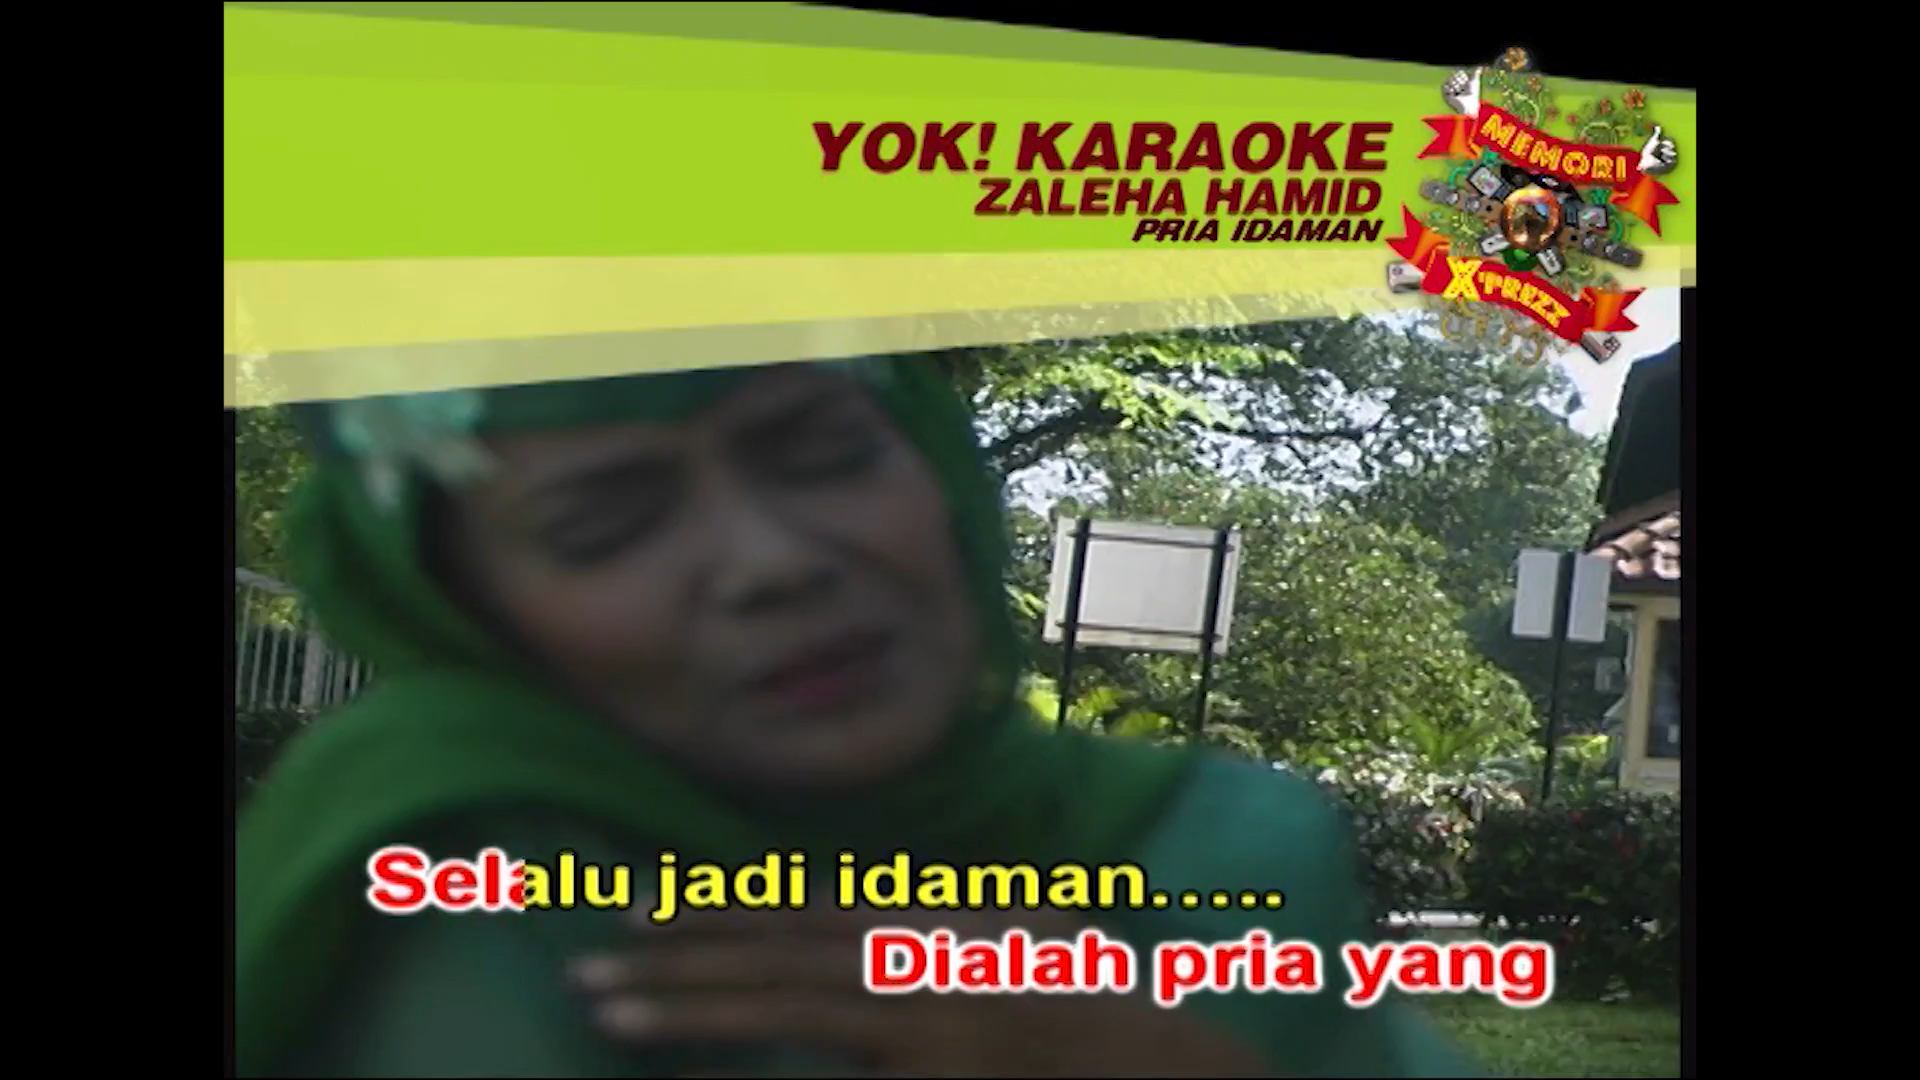 YOK! KARAOKE
ZALEHA HAMID
PRIA IDAMAN
MEMORI
X'PREZZ
Selalu jadi idaman.....
Dialah pria yang